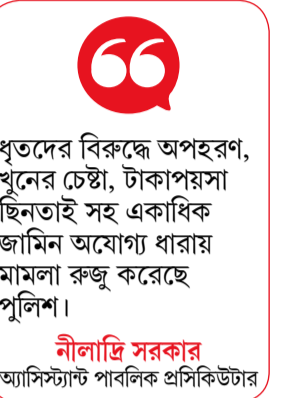 ধৃতদের বিরুদ্ধে অপহরণ,
খুনের চেষ্টা, টাকাপয়সা
ছিনতাই সহ একাধিক
জামিন অযোগ্য ধারায়
মামলা রুজু করেছে
পুলিশ।
নীলাদ্রি সরকার
অ্যাসিস্ট্যান্ট পাবলিক প্রসিকিউটার